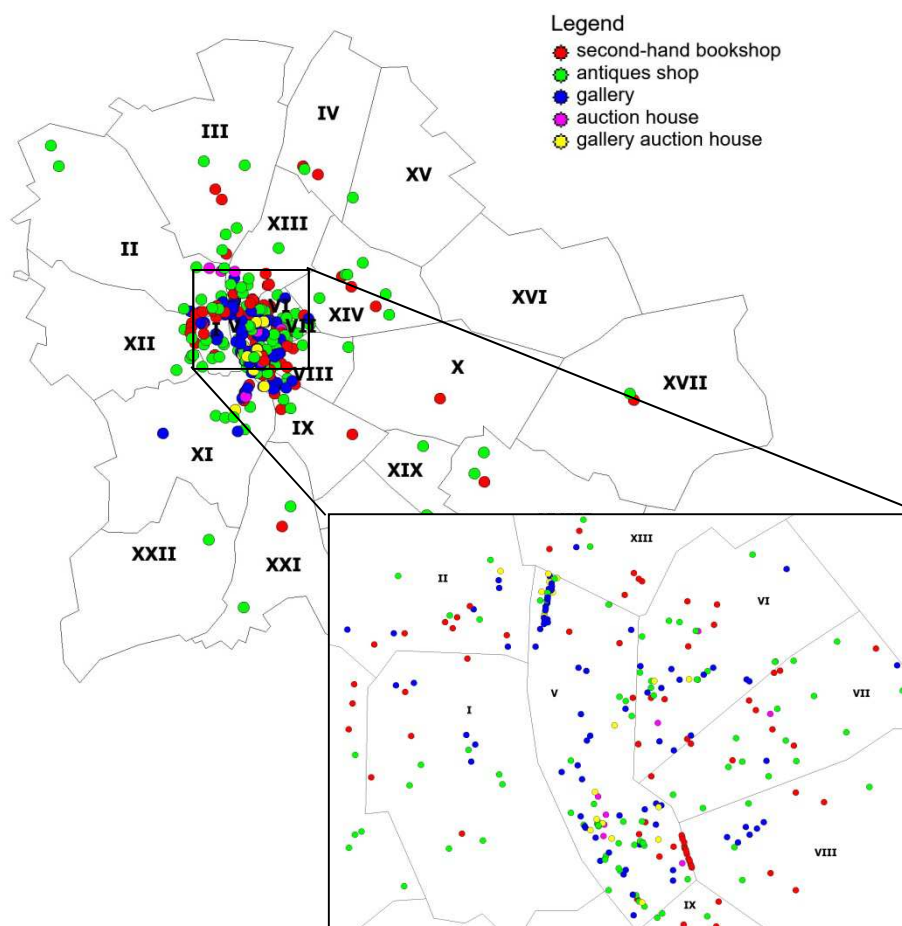 Legend
second-hand bookshop
antiques shop
gallery
auction house
gallery auction house
IV
III
XV
XIII
II
XVI
VI
XIV
XII
I
V
VII
X
XVII
VIII
IX
XI
XIX
XXII
XXI
XIII
II
VI
V
VII
I
VIII
IX